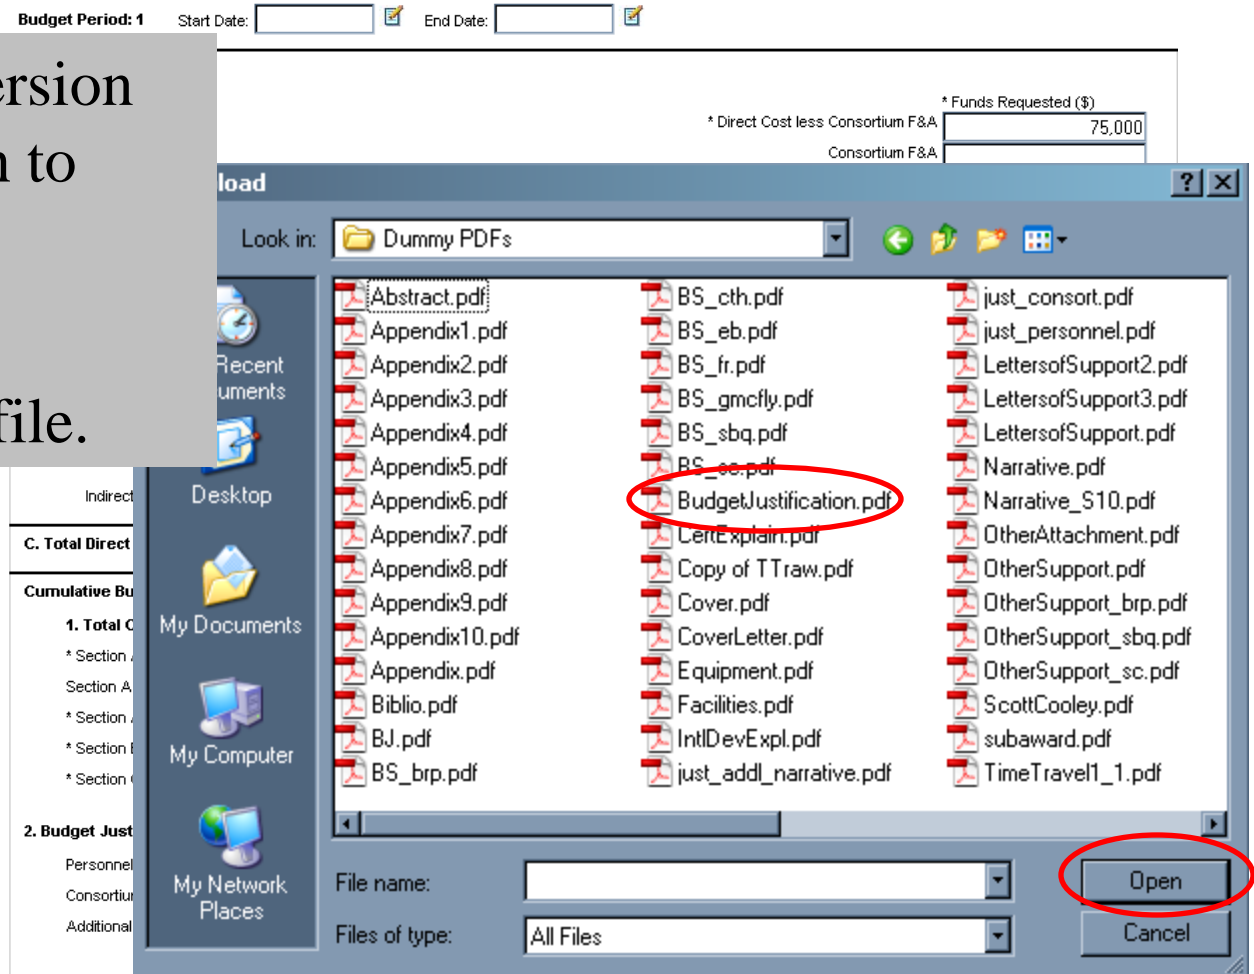 Budget Period: 1 Start Date: End Date:
ersion
to
file.
* Funds Requested ($)
* Direct Cost less Consortium F&A 75,000
Consortium F&A
load
Look in: Dummy PDFs
Recent
uments
Desktop
My Documents
My Computer
My Network
Places
Abstract.pdf
Appendix1.pdf
Appendix2.pdf
Appendix3.pdf
Appendix4.pdf
Appendix5.pdf
Appendix6.pdf
Appendix7.pdf
Appendix8.pdf
Appendix9.pdf
Appendix10.pdf
Appendix.pdf
Biblio.pdf
BJ.pdf
BS_brp.pdf
BS_cth.pdf
BS_eb.pdf
BS_fr.pdf
BS_gmcfly.pdf
BS_sbq.pdf
BS_sc.pdf
BudgetJustification.pdf
CertExplain.pdf
Copy of TTraw.pdf
Cover.pdf
CoverLetter.pdf
Equipment.pdf
Facilities.pdf
IntlDevExpl.pdf
just_addl_narrative.pdf
just_consort.pdf
just_personnel.pdf
LettersofSupport2.pdf
LettersofSupport3.pdf
LettersofSupport.pdf
Narrative.pdf
Narrative_S10.pdf
OtherAttachment.pdf
OtherSupport.pdf
OtherSupport_brp.pdf
OtherSupport_sbq.pdf
OtherSupport_sc.pdf
ScottCooley.pdf
subaward.pdf
TimeTravel1_1.pdf
File name: Open
Files of type: All Files Cancel
Indirect
C. Total Direct
Cumulative Bu
1. Total C
* Section
Section A
* Section
* Section
* Section
2. Budget Just
Personnel
Consortiu
Additional